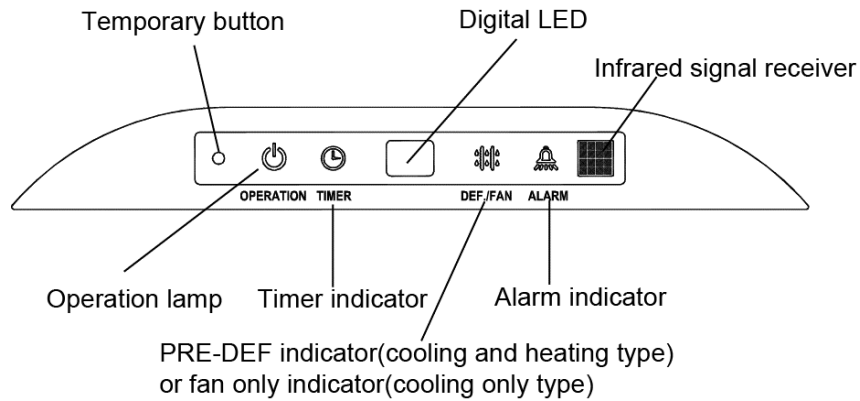 Temporary button
Digital LED
Infrared signal receiver
OPERATION TIMER DEF./FAN ALARM
Operation lamp
Timer indicator
Alarm indicator
PRE-DEF indicator(cooling and heating type)
or fan only indicator(cooling only type)